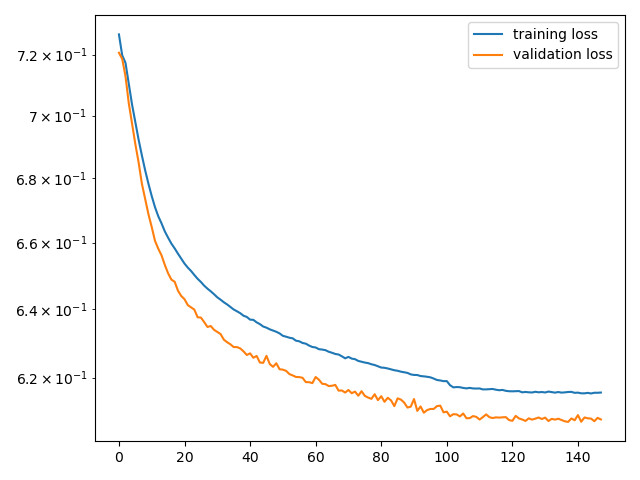 training loss
validation loss
7.2 × 10⁻¹
7 × 10⁻¹
6.8 × 10⁻¹
6.6 × 10⁻¹
6.4 × 10⁻¹
6.2 × 10⁻¹
0 20 40 60 80 100 120 140